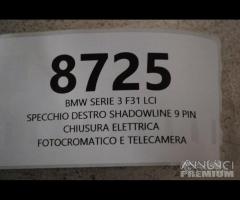 8725
BMW SERIE 3 F31 LCI
SPECCHIO DESTRO SHADOWLINE 9 PIN
CHIUSURA ELETTRICA
FOTOCROMATICO E TELECAMERA
ANNUNCI
PREMIUM